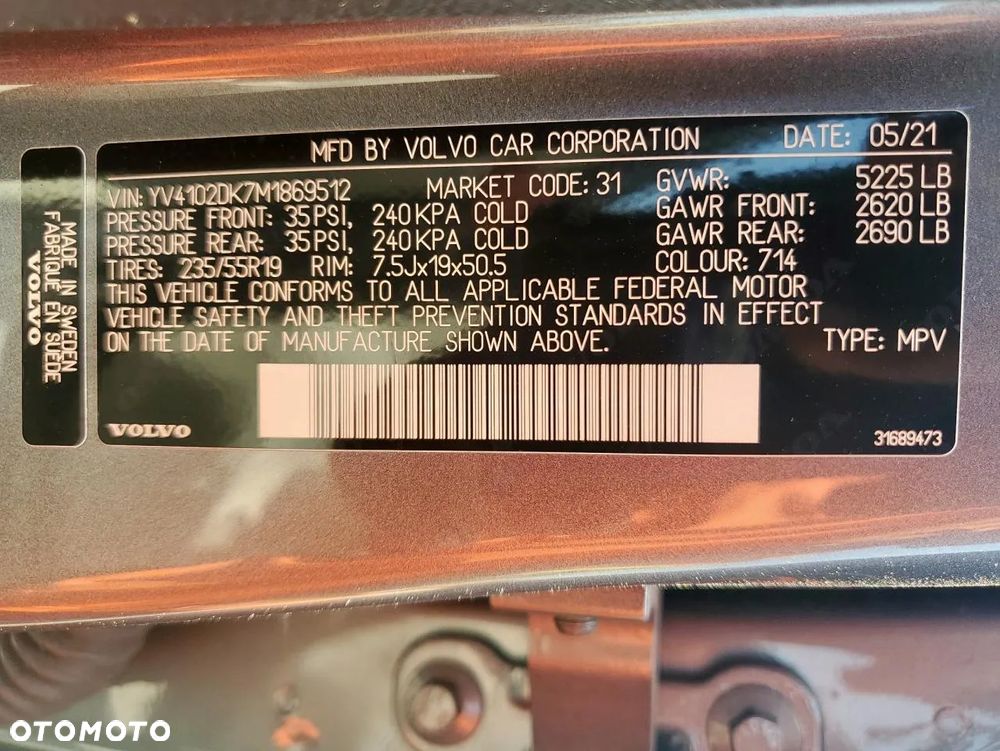 MADE IN SWEDEN
FABRIQUE EN SUÈDE
VOLVO
MFD BY VOLVO CAR CORPORATION DATE: 05/21
VIN: YV4102DK7M1869512 MARKET CODE: 31 GVWR: 5225 LB
PRESSURE FRONT: 35 PSI, 240 KPA COLD GAWR FRONT: 2620 LB
PRESSURE REAR: 35 PSI, 240 KPA COLD GAWR REAR: 2690 LB
TIRES: 235/55R19 RIM: 7.5Jx19x50.5 COLOUR: 714
THIS VEHICLE CONFORMS TO ALL APPLICABLE FEDERAL MOTOR
VEHICLE SAFETY AND THEFT PREVENTION STANDARDS IN EFFECT
ON THE DATE OF MANUFACTURE SHOWN ABOVE. TYPE: MPV
VOLVO 31689473
OTOMOTO